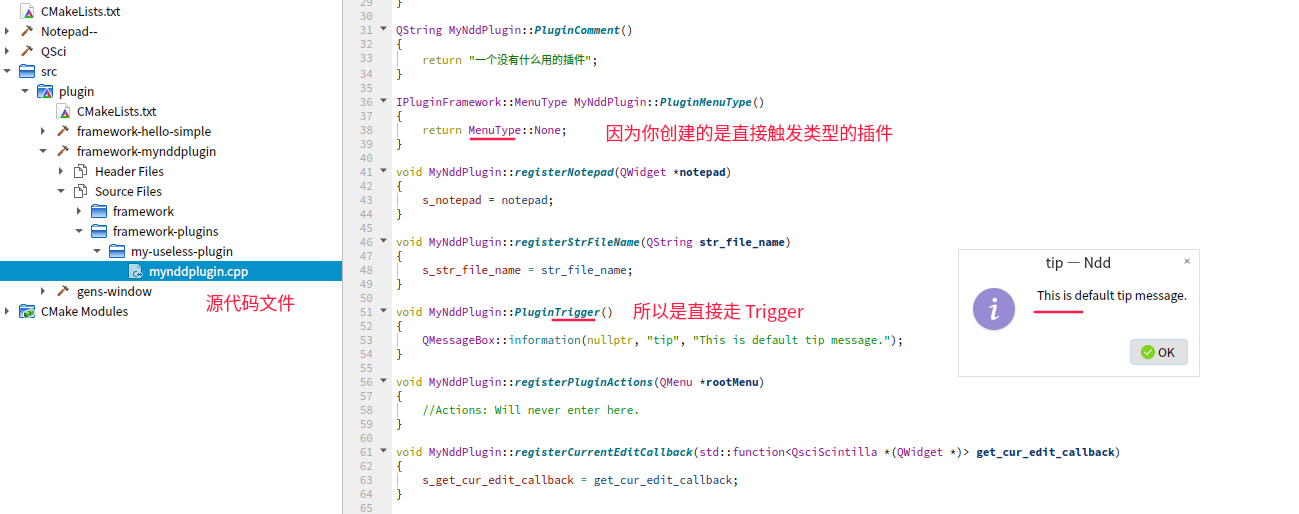 CMakeLists.txt
Notepad--
QSci
src
plugin
CMakeLists.txt
framework-hello-simple
framework-mynddplugin
Header Files
Source Files
framework
framework-plugins
my-useless-plugin
mynddplugin.cpp
gens-window
源代码文件
CMake Modules
29 }
30
31 QString MyNddPlugin::PluginComment()
32 {
33 return "一个没有什么用的插件";
34 }
35
36 IPluginFramework::MenuType MyNddPlugin::PluginMenuType()
37 {
38 return MenuType::None; 因为你创建的是直接触发类型的插件
39 }
40
41 void MyNddPlugin::registerNotepad(QWidget *notepad)
42 {
43 s_notepad = notepad;
44 }
45
46 void MyNddPlugin::registerStrFileName(QString str_file_name)
47 {
48 s_str_file_name = str_file_name;
49 }
50
51 void MyNddPlugin::PluginTrigger() 所以是直接走 Trigger
52 {
53 QMessageBox::information(nullptr, "tip", "This is default tip message.");
54 }
55
56 void MyNddPlugin::registerPluginActions(QMenu *rootMenu)
57 {
58 //Actions: Will never enter here.
59 }
60
61 void MyNddPlugin::registerCurrentEditCallback(std::function<QsciScintilla *(QWidget *)> get_cur_edit_callback)
62 {
63 s_get_cur_edit_callback = get_cur_edit_callback;
64 }
65
tip — Ndd
×
This is default tip message.
OK